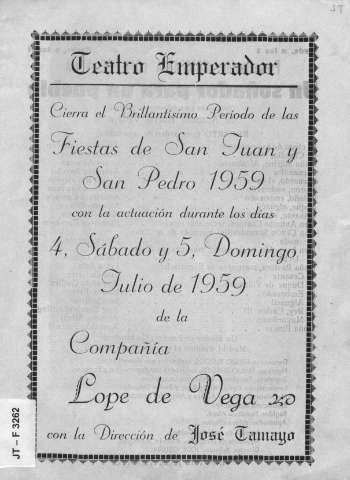 JT
Teatro Emperador
Cierra el Brillantísimo Periodo de las
Fiestas de San Juan y
San Pedro 1959
con la actuación durante los días
4, Sábado y 5, Domingo
Julio de 1959
de la
Compañía
Lope de Vega
con la Dirección de José Tamayo
JT – F 3262